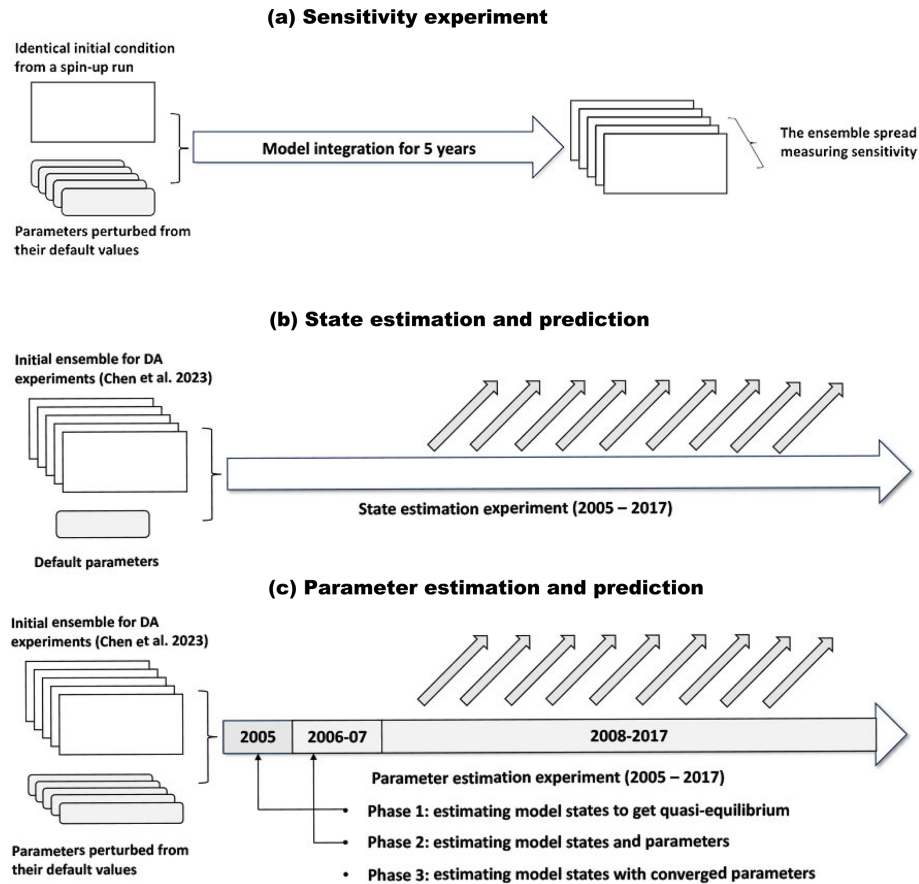 (a) Sensitivity experiment
Identical initial condition
from a spin-up run
Model integration for 5 years
The ensemble spread
measuring sensitivity
Parameters perturbed from
their default values
(b) State estimation and prediction
Initial ensemble for DA
experiments (Chen et al. 2023)
State estimation experiment (2005 – 2017)
Default parameters
(c) Parameter estimation and prediction
Initial ensemble for DA
experiments (Chen et al. 2023)
2005
2006-07
2008-2017
Parameter estimation experiment (2005 – 2017)
• Phase 1: estimating model states to get quasi-equilibrium
• Phase 2: estimating model states and parameters
• Phase 3: estimating model states with converged parameters
Parameters perturbed from
their default values